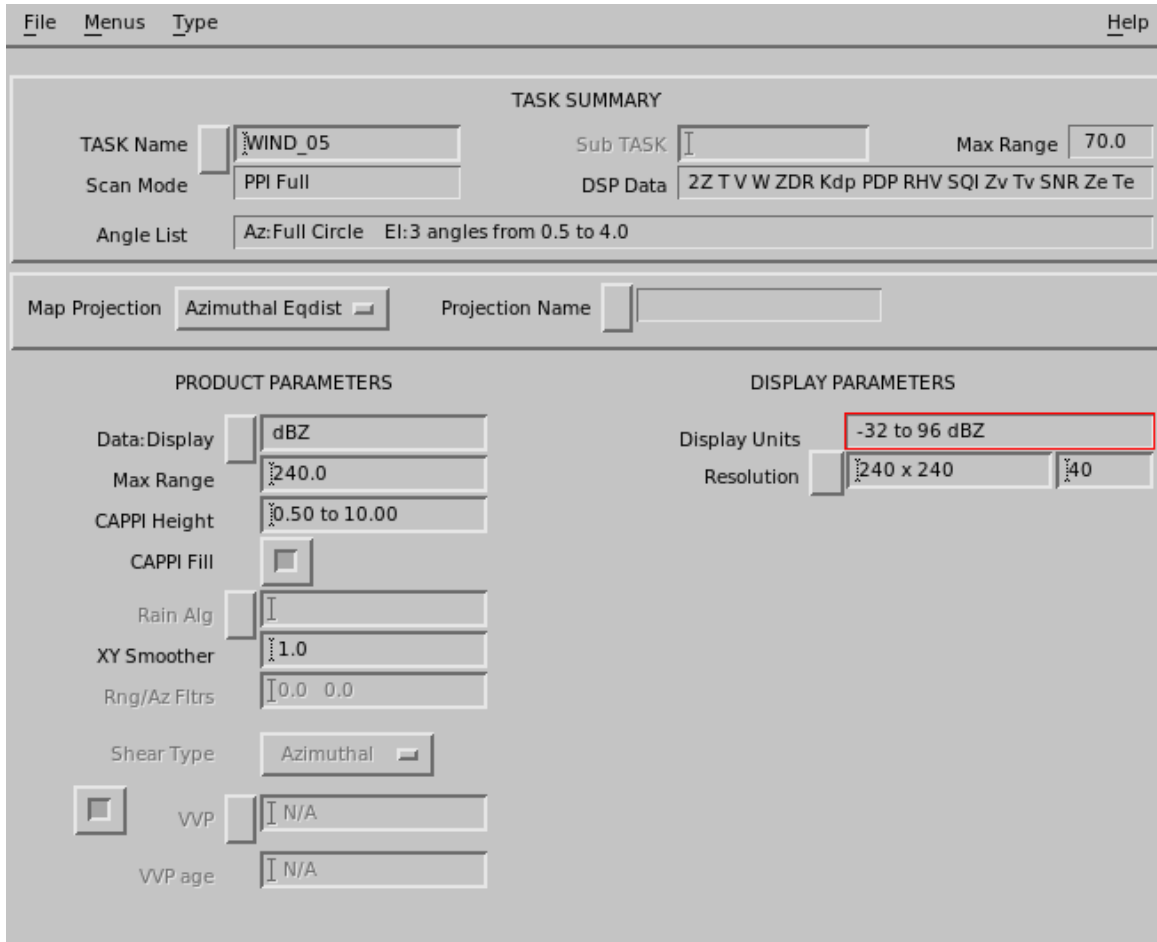 File Menus Type Help
TASK SUMMARY
TASK Name WIND_05 Sub TASK Max Range 70.0
Scan Mode PPI Full DSP Data 2Z T V W ZDR Kdp PDP RHV SQI Zv Tv SNR Ze Te
Angle List Az:Full Circle El:3 angles from 0.5 to 4.0
Map Projection Azimuthal Eqdist Projection Name
PRODUCT PARAMETERS DISPLAY PARAMETERS
Data:Display dBZ Display Units -32 to 96 dBZ
Max Range 240.0 Resolution 240 x 240 40
CAPPI Height 0.50 to 10.00
CAPPI Fill
Rain Alg
XY Smoother 1.0
Rng/Az Fltrs 0.0 0.0
Shear Type Azimuthal
VVP N/A
VVP age N/A